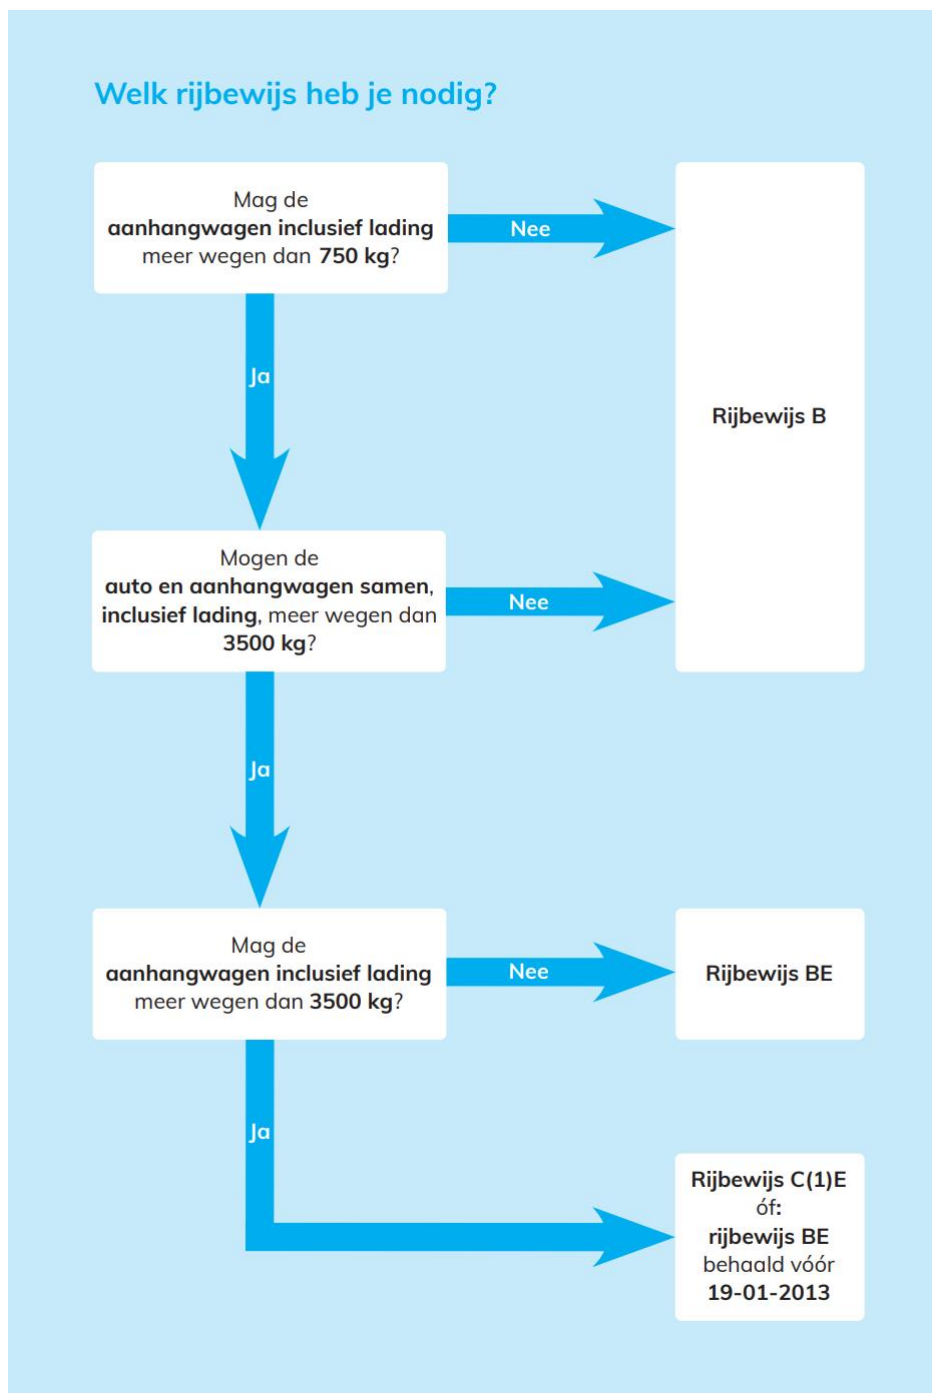 Welk rijbewijs heb je nodig?
Mag de
aanhangwagen inclusief lading
meer wegen dan 750 kg?
Nee
Ja
Rijbewijs B
Mogen de
auto en aanhangwagen samen,
inclusief lading, meer wegen dan
3500 kg?
Nee
Ja
Mag de
aanhangwagen inclusief lading
meer wegen dan 3500 kg?
Nee
Rijbewijs BE
Ja
Rijbewijs C(1)E
óf:
rijbewijs BE
behaald vóór
19-01-2013